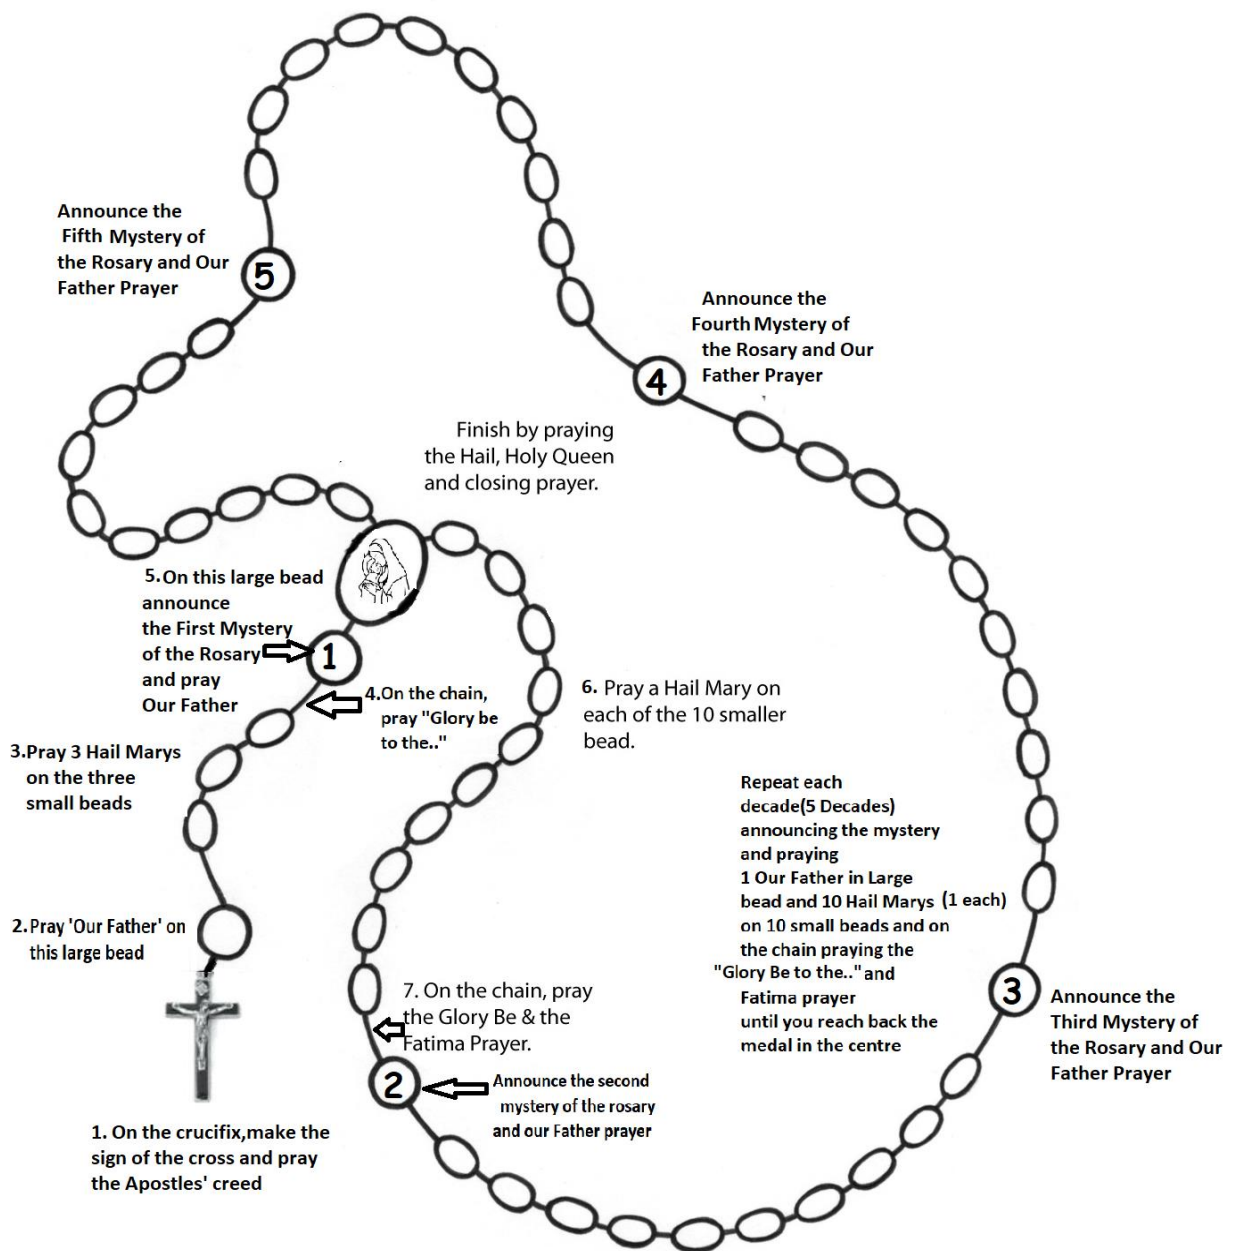 Announce the
Fifth Mystery of
the Rosary and Our
Father Prayer
5
Announce the
Fourth Mystery of
the Rosary and Our
Father Prayer
4
Finish by praying
the Hail, Holy Queen
and closing prayer.
5.On this large bead
announce
the First Mystery
of the Rosary
and pray
Our Father
1
4.On the chain,
pray "Glory be
to the.."
3.Pray 3 Hail Marys
on the three
small beads
2.Pray 'Our Father' on
this large bead
1. On the crucifix,make the
sign of the cross and pray
the Apostles' creed
6. Pray a Hail Mary on
each of the 10 smaller
bead.
7. On the chain, pray
the Glory Be & the
Fatima Prayer.
2
Announce the second
mystery of the rosary
and our Father prayer
Repeat each
decade(5 Decades)
announcing the mystery
and praying
1 Our Father in Large
bead and 10 Hail Marys (1 each)
on 10 small beads and on
the chain praying the
"Glory Be to the.." and
Fatima prayer
until you reach back the
medal in the centre
3
Announce the
Third Mystery of
the Rosary and Our
Father Prayer